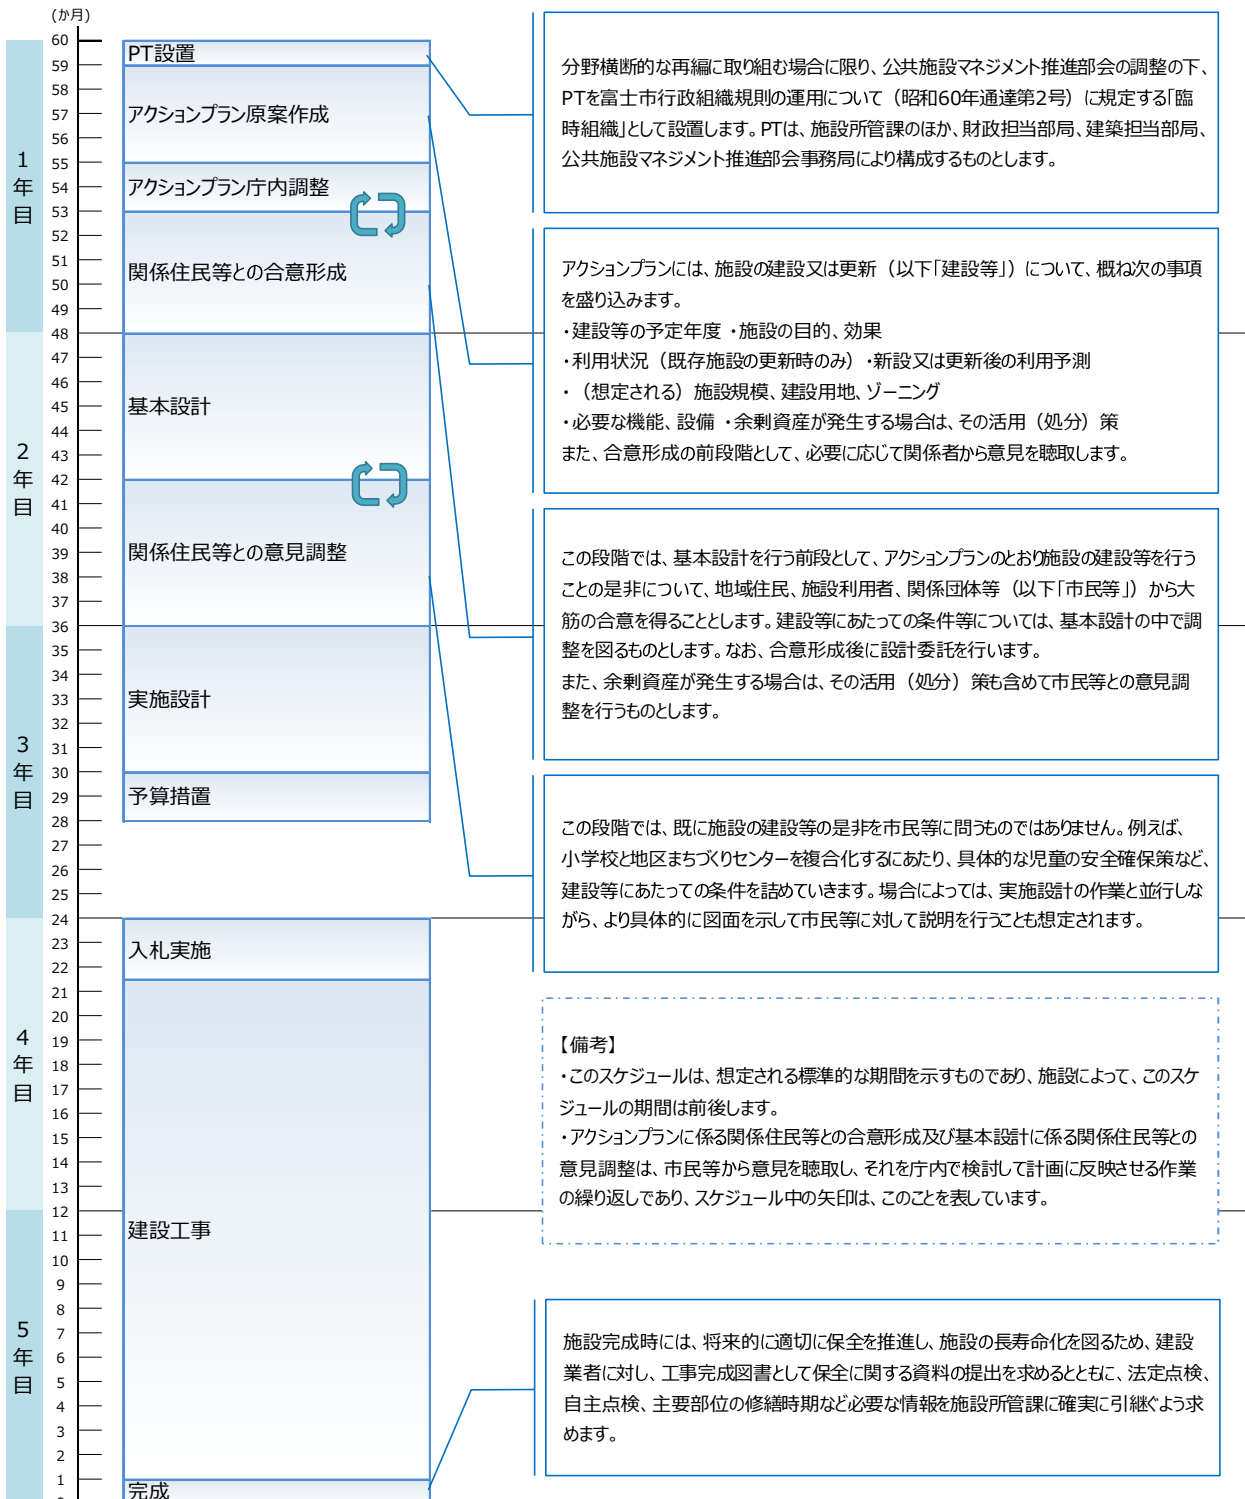 (か月)
60
59
58
57
56
55
54
53
52
51
50
49
48
47
46
45
44
43
42
41
40
39
38
37
36
35
34
33
32
31
30
29
28
27
26
25
24
23
22
21
20
19
18
17
16
15
14
13
12
11
10
9
8
7
6
5
4
3
2
1
1年目
2年目
3年目
4年目
5年目
PT設置
アクションプラン原案作成
アクションプラン庁内調整
関係住民等との合意形成
基本設計
関係住民等との意見調整
実施設計
予算措置
入札実施
建設工事
完成
分野横断的な再編に取り組む場合に限り、公共施設マネジメント推進部会の調整の下、
PTを富士市行政組織規則の運用について（昭和60年通達第2号）に規定する「臨
時組織」として設置します。PTは、施設所管課のほか、財政担当部局、建築担当部局、
公共施設マネジメント推進部会事務局により構成するものとします。
アクションプランには、施設の建設又は更新（以下「建設等」）について、概ね次の事項
を盛り込みます。
・建設等の予定年度 ・施設の目的、効果
・利用状況（既存施設の更新時のみ）・新設又は更新後の利用予測
・（想定される）施設規模、建設用地、ゾーニング
・必要な機能、設備 ・余剰資産が発生する場合は、その活用（処分）策
また、合意形成の前段階として、必要に応じて関係者から意見を聴取します。
この段階では、基本設計を行う前段として、アクションプランのとおり施設の建設等を行う
ことの是非について、地域住民、施設利用者、関係団体等（以下「市民等」）から大
筋の合意を得ることとします。建設等にあたっての条件等については、基本設計の中で調
整を図るものとします。なお、合意形成後に設計委託を行います。
また、余剰資産が発生する場合は、その活用（処分）策も含めて市民等との意見調
整を行うものとします。
この段階では、既に施設の建設等の是非を市民等に問うものではありません。例えば、
小学校と地区まちづくりセンターを複合化するにあたり、具体的な児童の安全確保策など、
建設等にあたっての条件を詰めていきます。場合によっては、実施設計の作業と並行しな
がら、より具体的に図面を示して市民等に対して説明を行うことも想定されます。
【備考】
・このスケジュールは、想定される標準的な期間を示すものであり、施設によって、このスケ
ジュールの期間は前後します。
・アクションプランに係る関係住民等との合意形成及び基本設計に係る関係住民等との
意見調整は、市民等から意見を聴取し、それを庁内で検討して計画に反映させる作業
の繰り返しであり、スケジュール中の矢印は、このことを表しています。
施設完成時には、将来的に適切に保全を推進し、施設の長寿命化を図るため、建設
業者に対し、工事完成図書として保全に関する資料の提出を求めるとともに、法定点検、
自主点検、主要部位の修繕時期など必要な情報を施設所管課に確実に引継ぐよう求
めます。